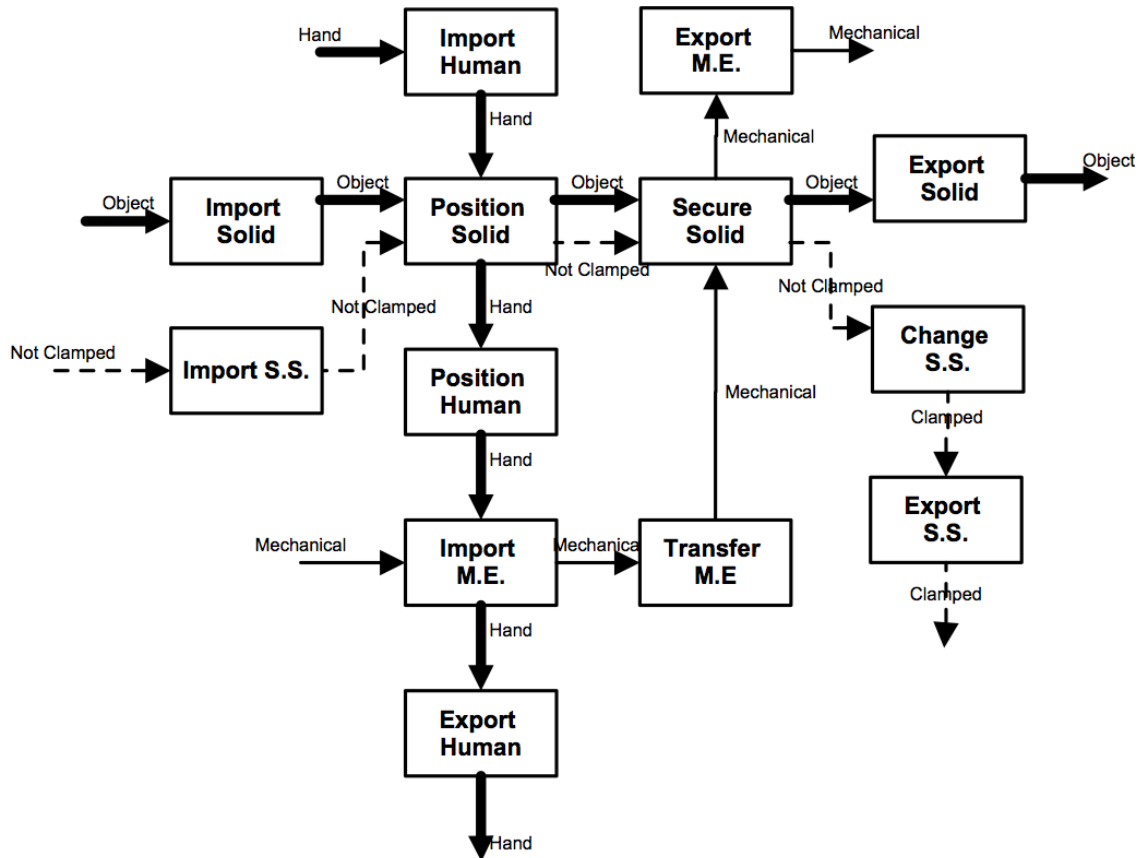 Hand
Import
Human
Hand
Export
M.E.
Mechanical
Mechanical
Object
Import
Solid
Object
Position
Solid
Object
Secure
Solid
Object
Export
Solid
Object
Not Clamped
Not Clamped
Not Clamped
Not Clamped
Import S.S.
Hand
Position
Human
Mechanical
Change
S.S.
Clamped
Hand
Export
S.S.
Clamped
Mechanical
Import
M.E.
Mechanica
Transfer
M.E
Hand
Export
Human
Hand